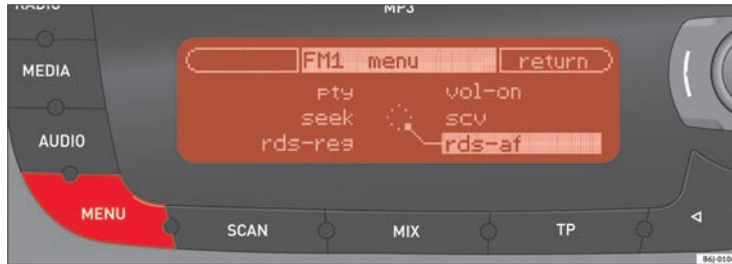 RADIO
MP3
MEDIA
FM1 menu return
pty vol-on
seek scv
AUDIO
rds-reg rds-af
MENU
SCAN
MIX
TP
B6J-010